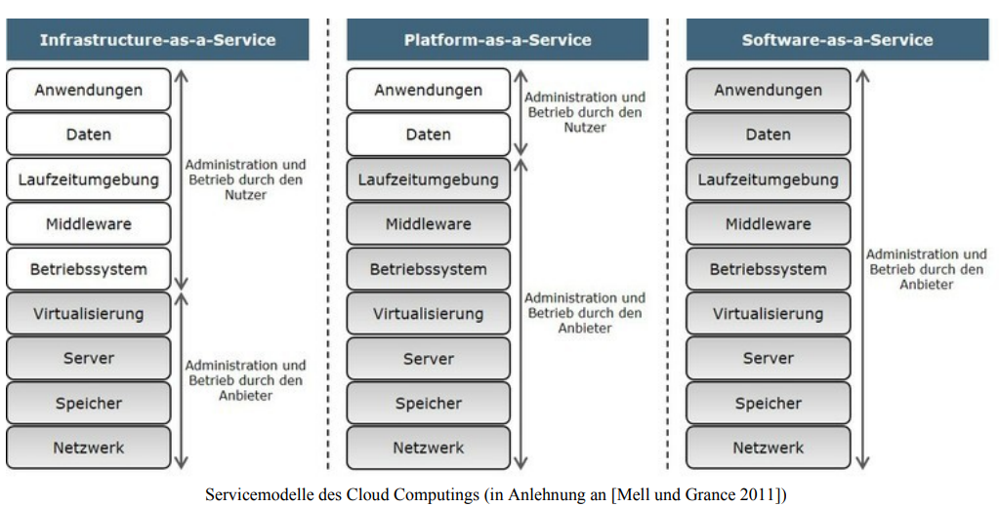 Infrastructure-as-a-Service
Anwendungen
Daten
Laufzeitumgebung
Middleware
Betriebssystem
Virtualisierung
Server
Speicher
Netzwerk
Administration und
Betrieb durch den
Nutzer
Administration und
Betrieb durch den
Anbieter
Platform-as-a-Service
Anwendungen
Daten
Laufzeitumgebung
Middleware
Betriebssystem
Virtualisierung
Server
Speicher
Netzwerk
Administration und
Betrieb durch den
Nutzer
Administration und
Betrieb durch den
Anbieter
Software-as-a-Service
Anwendungen
Daten
Laufzeitumgebung
Middleware
Betriebssystem
Virtualisierung
Server
Speicher
Netzwerk
Administration und
Betrieb durch den
Anbieter
Servicemodelle des Cloud Computings (in Anlehnung an [Mell und Grance 2011])